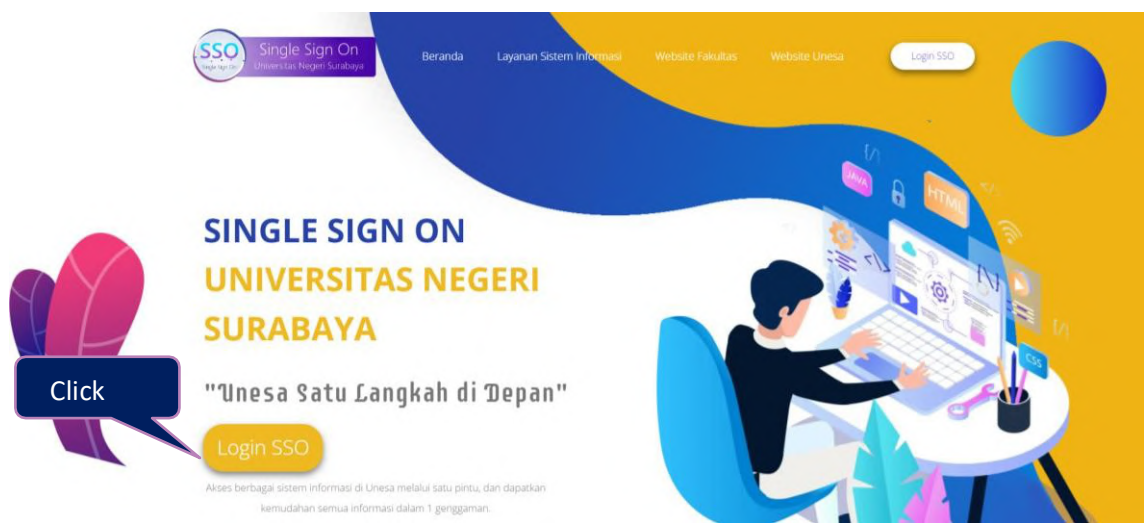 SSO
Single Sign On
Single Sign On
Universitas Negeri Surabaya
Beranda
Layanan Sistem Informasi
Website Fakultas
Website Unesa
Login SSO
JAVA
HTML
CSS
SINGLE SIGN ON
UNIVERSITAS NEGERI
SURABAYA
"Unesa Satu Langkah di Depan"
Click
Login SSO
Akses berbagai sistem informasi di Unesa melalui satu pintu, dan dapatkan
kemudahan semua informasi dalam 1 genggaman.